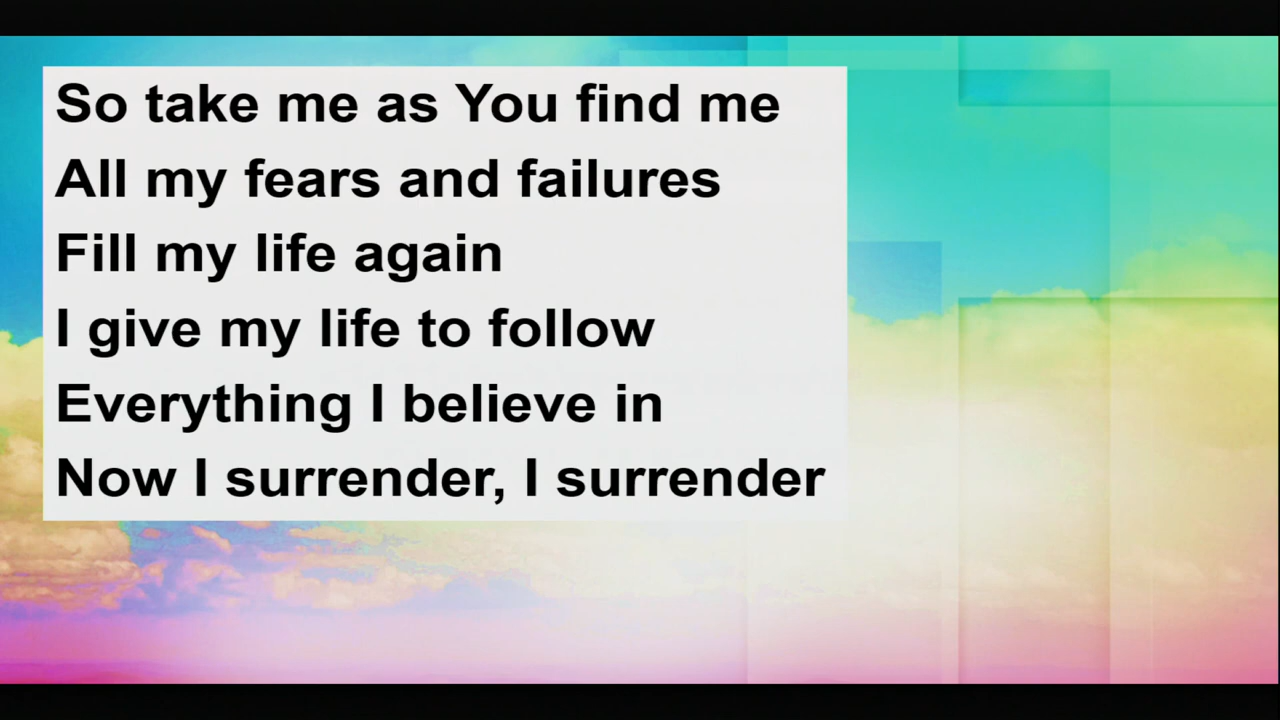 So take me as You find me
All my fears and failures
Fill my life again
I give my life to follow
Everything I believe in
Now I surrender, I surrender